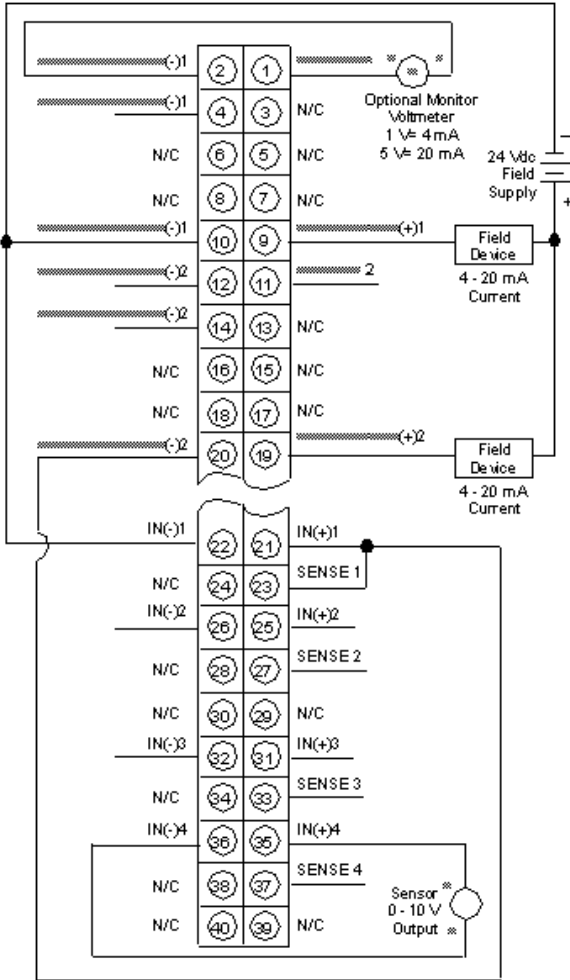 (-)1 2 1
Optional Monitor
Voltmeter
1 V= 4 mA
5 V= 20 mA
(-)1 4 3 N/C
N/C 6 5 N/C
24 Vdc
Field
Supply
-
+
N/C 8 7 N/C
(-)1 10 9 (+)1
Field
Device
4 - 20 mA
Current
(-)2 12 11 2
(-)2 14 13 N/C
N/C 16 15 N/C
N/C 18 17 N/C
(-)2 20 19 (+)2
Field
Device
4 - 20 mA
Current
IN(-)1 22 21 IN(+)1
N/C 24 23 SENSE 1
IN(-)2 26 25 IN(+)2
N/C 28 27 SENSE 2
N/C 30 29 N/C
IN(-)3 32 31 IN(+)3
N/C 34 33 SENSE 3
IN(-)4 36 35 IN(+)4
N/C 38 37 SENSE 4
N/C 40 39 N/C
Sensor
0 - 10 V
Output